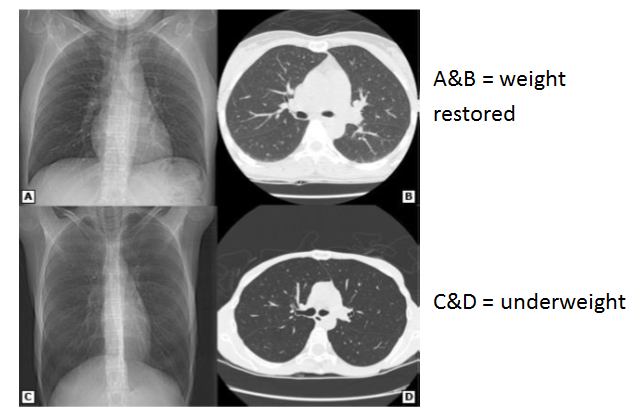 A&B = weight
restored
A
B
C&D = underweight
C
D